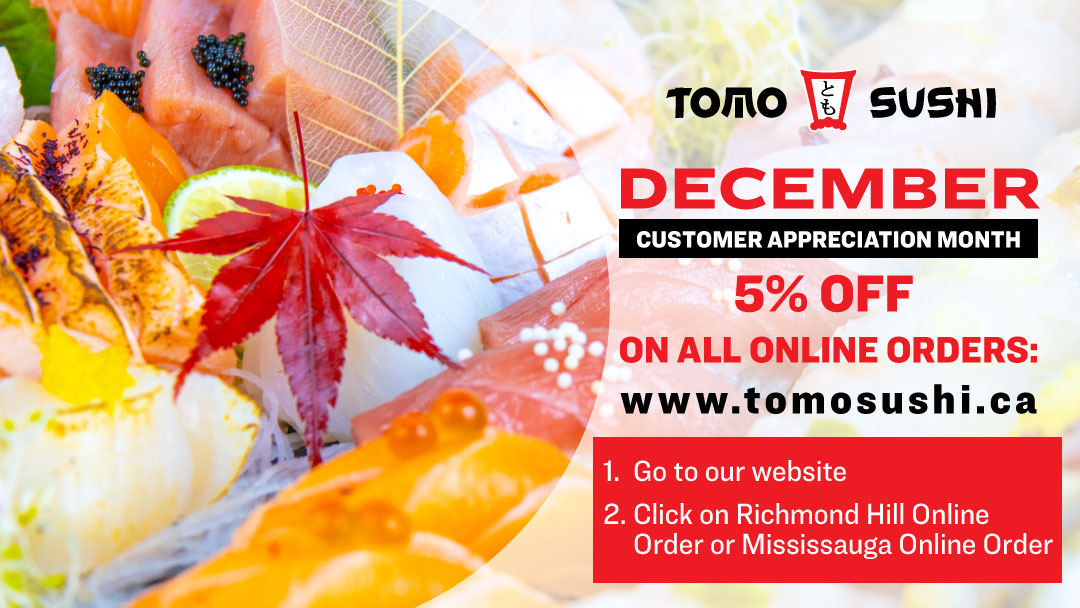 TOMO とも SUSHI
DECEMBER
CUSTOMER APPRECIATION MONTH
5% OFF
ON ALL ONLINE ORDERS:
www.tomosushi.ca
1. Go to our website
2. Click on Richmond Hill Online
Order or Mississauga Online Order